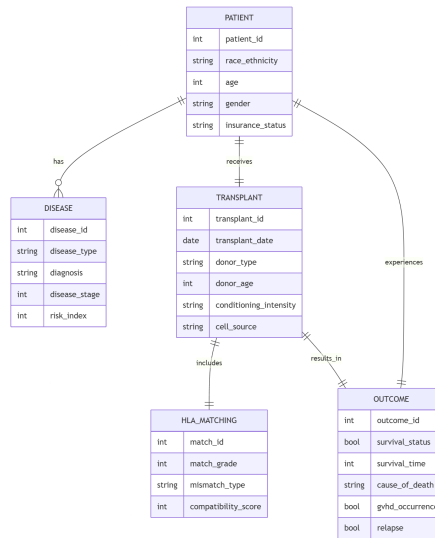 PATIENT
int patient_id
string race_ethnicity
int age
string gender
string insurance_status
has
receives
experiences
DISEASE
int disease_id
string disease_type
string diagnosis
int disease_stage
int risk_index
TRANSPLANT
int transplant_id
date transplant_date
string donor_type
int donor_age
string conditioning_intensity
string cell_source
includes
results_in
HLA_MATCHING
int match_id
int match_grade
string mismatch_type
int compatibility_score
OUTCOME
int outcome_id
bool survival_status
int survival_time
string cause_of_death
bool gvhd_occurrence
bool relapse